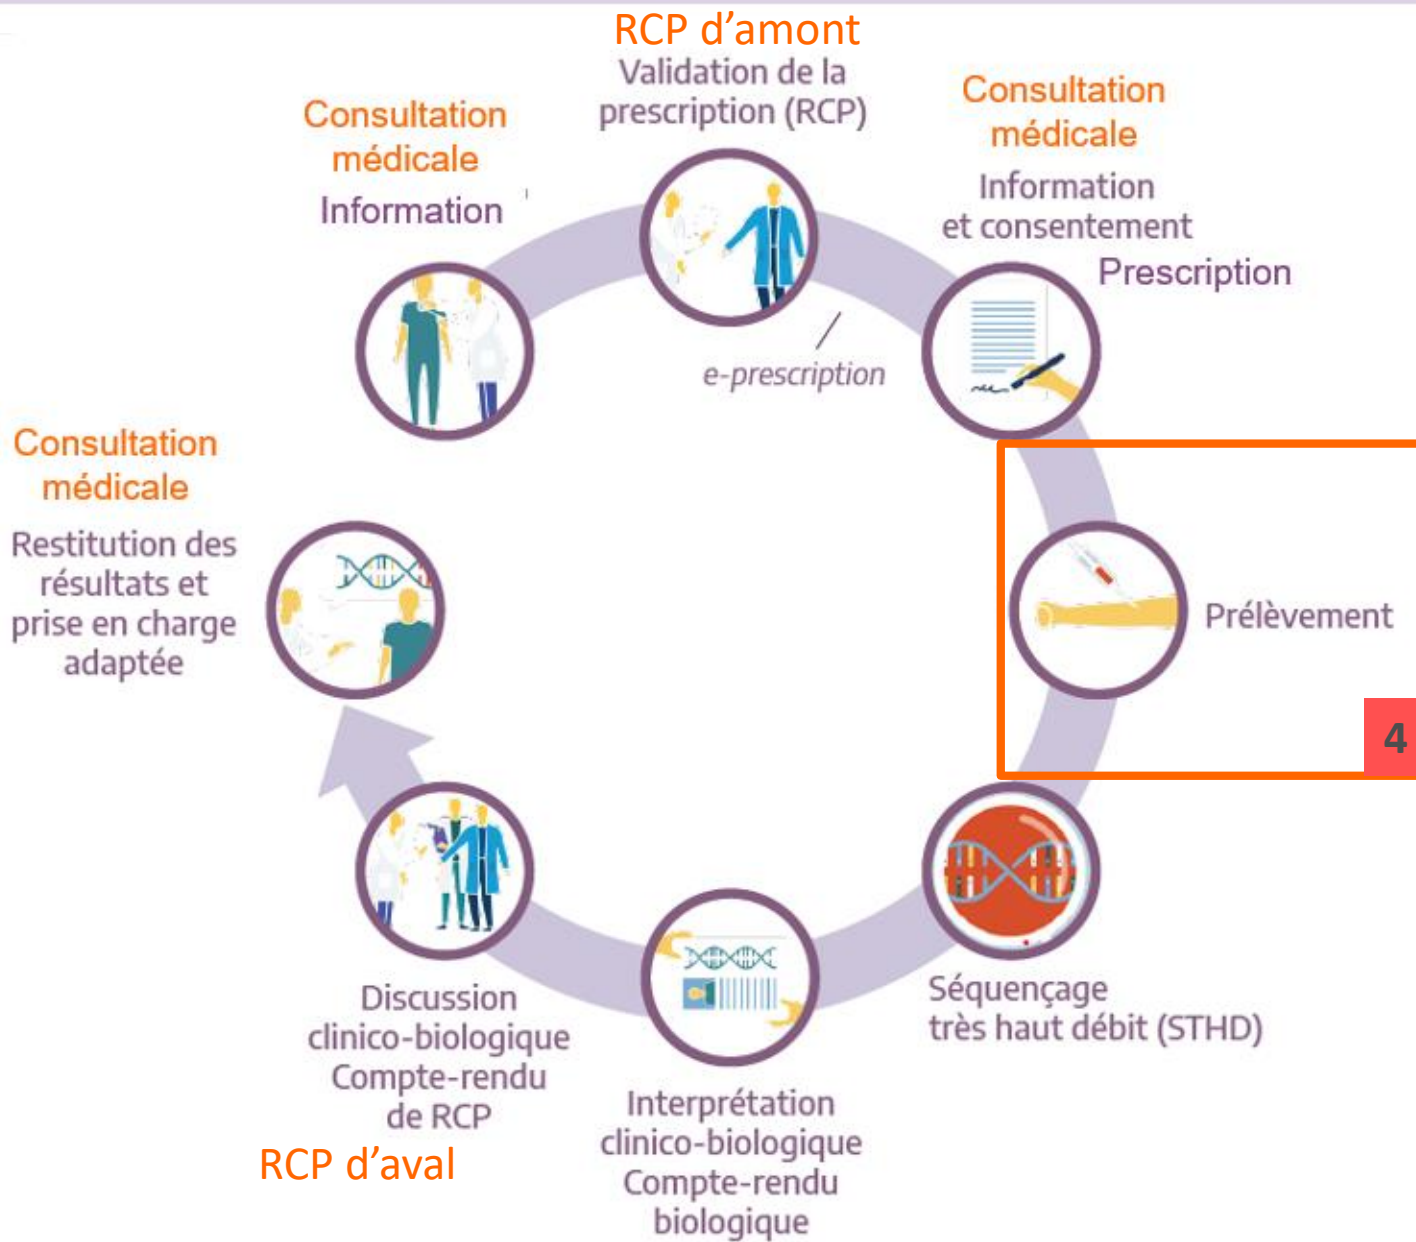 RCP d’amont
Validation de la
prescription (RCP)
Consultation
médicale
Information
Consultation
médicale
Information
et consentement
Prescription
e-prescription
Prélèvement
4
Séquençage
très haut débit (STHD)
Interprétation
clinico-biologique
Compte-rendu
biologique
Discussion
clinico-biologique
Compte-rendu
de RCP
RCP d’aval
Consultation
médicale
Restitution des
résultats et
prise en charge
adaptée